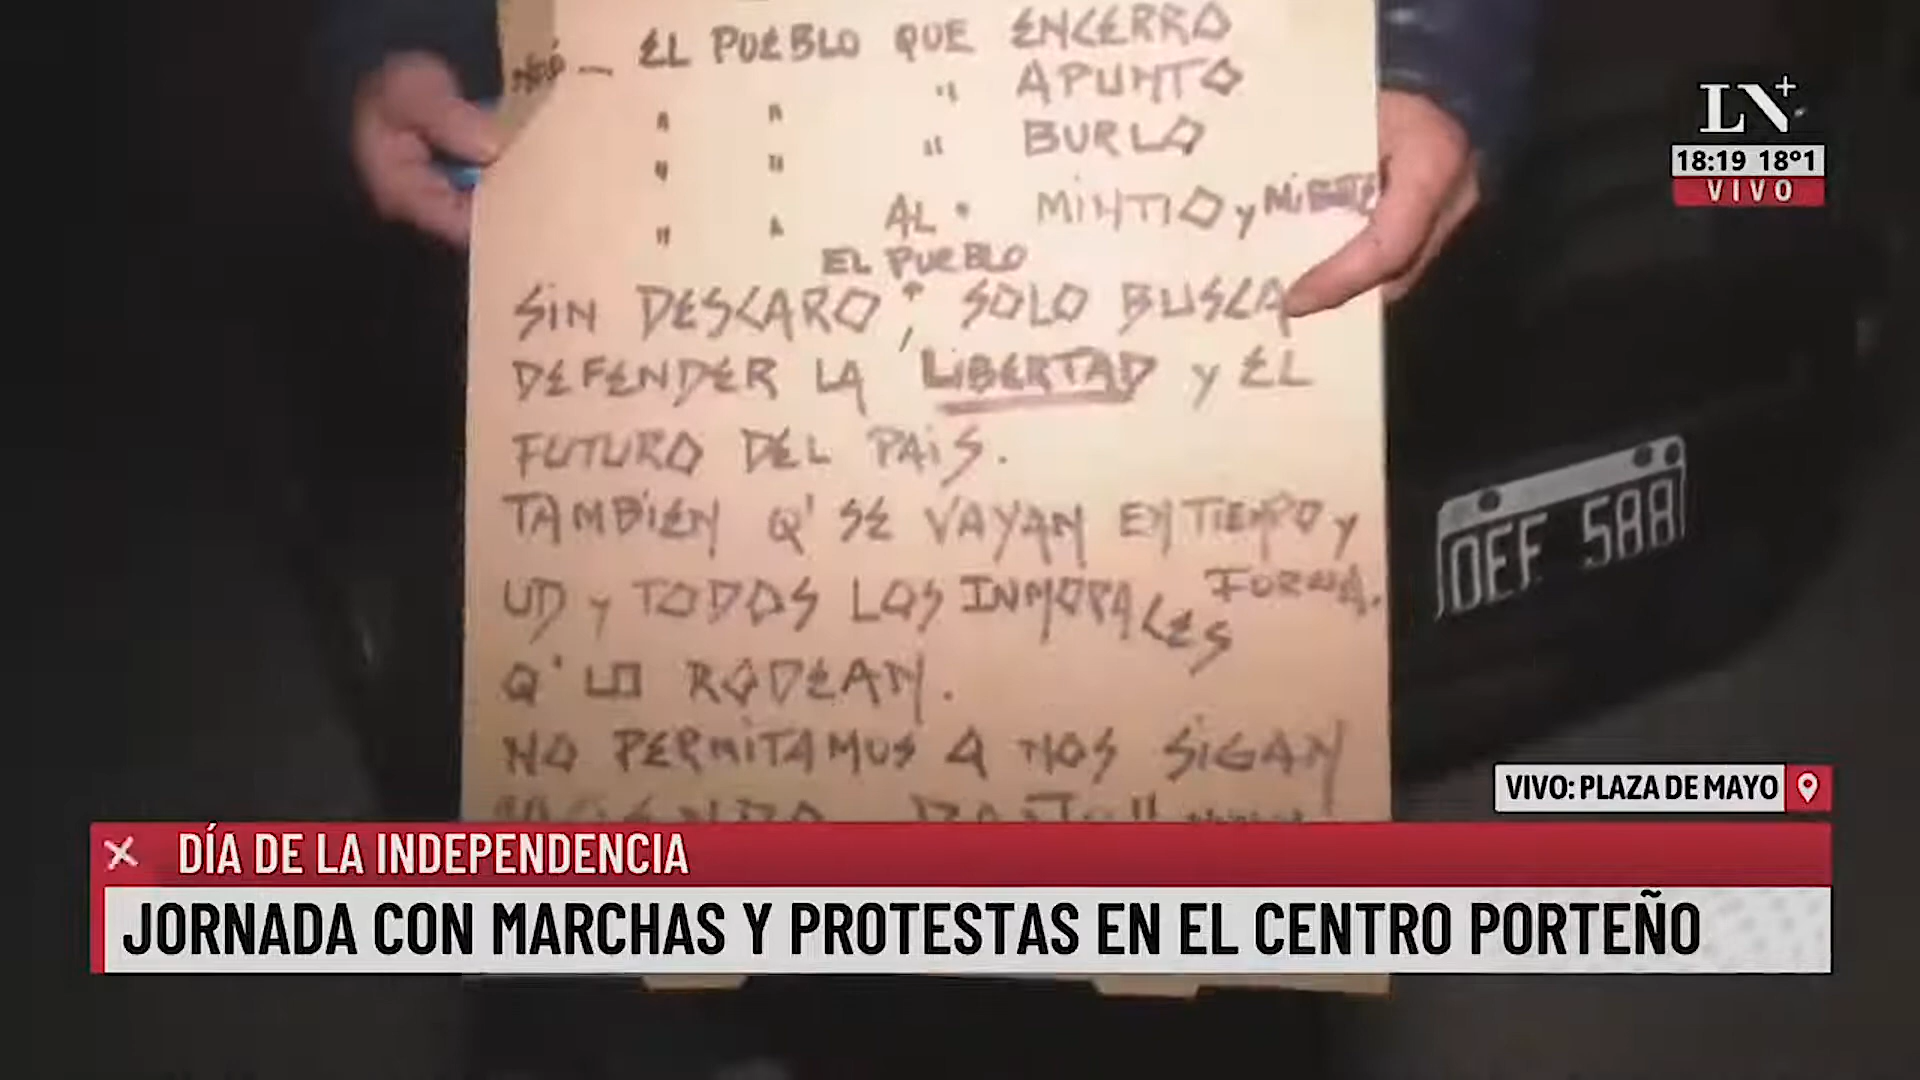 EL PUEBLO QUE ENCERRO
" " " APUNTO
" " " BURLO
" " AL " MINTIO y
EL PUEBLO
SIN DESCARO, SOLO BUSCA
DEFENDER LA LIBERTAD y EL
FUTURO DEL PAIS.
TAMBIEN Q' SE VAYAN EN TIEMPO y
FORMA.
UD y TODOS LOS INMORALES
Q' LO RODEAN.
NO PERMITAMOS Q NOS SIGAN
LN+
18:19 18°1
VIVO
DEF 588
VIVO: PLAZA DE MAYO
DÍA DE LA INDEPENDENCIA
JORNADA CON MARCHAS Y PROTESTAS EN EL CENTRO PORTEÑO